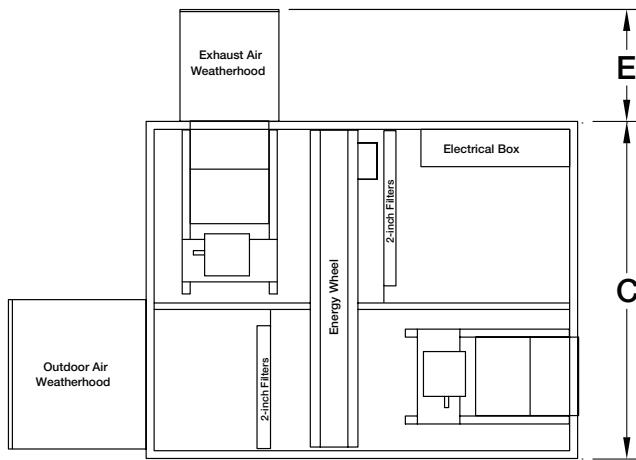 Exhaust Air
Weatherhood
E
Electrical Box
2-inch Filters
Energy Wheel
C
Outdoor Air
Weatherhood
2-inch Filters